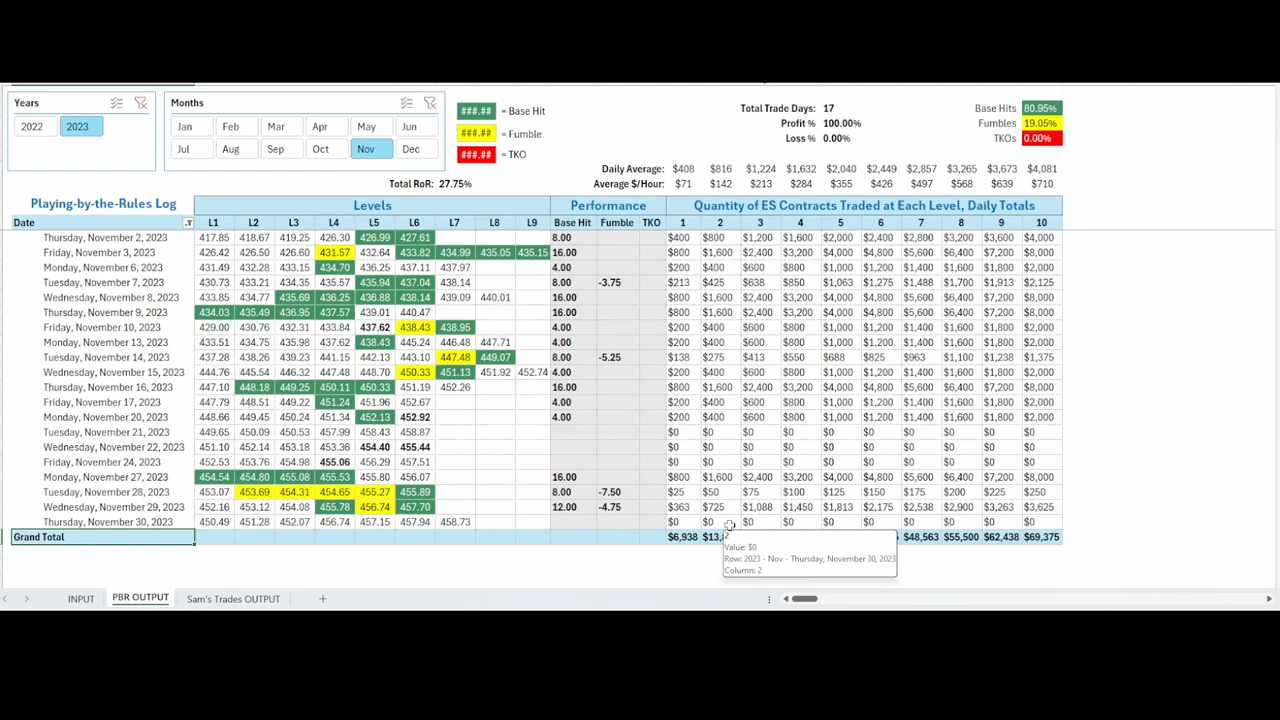 Years
Months
2022 2023
Jan Feb Mar Apr May Jun
Jul Aug Sep Oct Nov Dec
###.## = Base Hit
###.## = Fumble
###.## = TKO
Total Trade Days: 17
Profit % 100.00%
Loss % 0.00%
Base Hits 80.95%
Fumbles 19.05%
TKOs 0.00%
Daily Average: $408 $816 $1,224 $1,632 $2,040 $2,449 $2,857 $3,265 $3,673 $4,081
Total RoR: 27.75% Average $/Hour: $71 $142 $213 $284 $355 $426 $497 $568 $639 $710
Playing-by-the-Rules Log Levels Performance Quantity of ES Contracts Traded at Each Level, Daily Totals
Date L1 L2 L3 L4 L5 L6 L7 L8 L9 Base Hit Fumble TKO 1 2 3 4 5 6 7 8 9 10
Thursday, November 2, 2023 417.85 418.67 419.25 426.30 426.99 427.61 8.00 $400 $800 $1,200 $1,600 $2,000 $2,400 $2,800 $3,200 $3,600 $4,000
Friday, November 3, 2023 426.42 426.50 426.60 431.57 432.64 433.82 434.99 435.05 435.15 16.00 $800 $1,600 $2,400 $3,200 $4,000 $4,800 $5,600 $6,400 $7,200 $8,000
Monday, November 6, 2023 431.49 432.28 433.15 434.70 436.25 437.11 437.97 4.00 $200 $400 $600 $800 $1,000 $1,200 $1,400 $1,600 $1,800 $2,000
Tuesday, November 7, 2023 430.73 433.21 434.35 435.57 435.94 437.04 438.14 8.00 -3.75 $213 $425 $638 $850 $1,063 $1,275 $1,488 $1,700 $1,913 $2,125
Wednesday, November 8, 2023 433.85 434.77 435.69 436.25 436.88 438.14 439.09 440.01 16.00 $800 $1,600 $2,400 $3,200 $4,000 $4,800 $5,600 $6,400 $7,200 $8,000
Thursday, November 9, 2023 434.03 435.49 436.95 437.57 439.01 440.47 16.00 $800 $1,600 $2,400 $3,200 $4,000 $4,800 $5,600 $6,400 $7,200 $8,000
Friday, November 10, 2023 429.00 430.76 432.31 433.84 437.62 438.43 438.95 4.00 $200 $400 $600 $800 $1,000 $1,200 $1,400 $1,600 $1,800 $2,000
Monday, November 13, 2023 433.51 434.75 435.98 437.62 438.43 445.24 446.48 447.71 4.00 $200 $400 $600 $800 $1,000 $1,200 $1,400 $1,600 $1,800 $2,000
Tuesday, November 14, 2023 437.28 438.26 439.23 441.15 442.13 443.10 447.48 449.07 8.00 -5.25 $138 $275 $413 $550 $688 $825 $963 $1,100 $1,238 $1,375
Wednesday, November 15, 2023 444.76 445.54 446.32 447.48 448.70 450.33 451.13 451.92 452.74 4.00 $200 $400 $600 $800 $1,000 $1,200 $1,400 $1,600 $1,800 $2,000
Thursday, November 16, 2023 447.10 448.18 449.25 450.11 450.33 451.19 452.26 16.00 $800 $1,600 $2,400 $3,200 $4,000 $4,800 $5,600 $6,400 $7,200 $8,000
Friday, November 17, 2023 447.79 448.51 449.22 451.24 451.96 452.67 4.00 $200 $400 $600 $800 $1,000 $1,200 $1,400 $1,600 $1,800 $2,000
Monday, November 20, 2023 448.66 449.45 450.24 451.34 452.13 452.92 4.00 $200 $400 $600 $800 $1,000 $1,200 $1,400 $1,600 $1,800 $2,000
Tuesday, November 21, 2023 449.65 450.09 450.53 457.99 458.43 458.87 $0 $0 $0 $0 $0 $0 $0 $0 $0 $0
Wednesday, November 22, 2023 451.10 452.14 453.18 453.36 454.40 455.44 $0 $0 $0 $0 $0 $0 $0 $0 $0 $0
Friday, November 24, 2023 452.53 453.76 454.98 455.06 456.29 457.51 $0 $0 $0 $0 $0 $0 $0 $0 $0 $0
Monday, November 27, 2023 454.54 454.80 455.08 455.53 455.80 456.07 16.00 $800 $1,600 $2,400 $3,200 $4,000 $4,800 $5,600 $6,400 $7,200 $8,000
Tuesday, November 28, 2023 453.07 453.69 454.31 454.65 455.27 455.89 8.00 -7.50 $25 $50 $75 $100 $125 $150 $175 $200 $225 $250
Wednesday, November 29, 2023 452.16 453.12 454.08 455.78 456.74 457.70 12.00 -4.75 $363 $725 $1,088 $1,450 $1,813 $2,175 $2,538 $2,900 $3,263 $3,625
Thursday, November 30, 2023 450.49 451.28 452.07 456.74 457.15 457.94 458.73 $0 $0 $0 $0 $0 $0 $0 $0 $0 $0
Grand Total $6,938 $48,563 $55,500 $62,438 $69,375
2
Value: $0
Row: 2023 - Nov - Thursday, November 30, 2023
Column: 2
INPUT PBR OUTPUT Sam's Trades OUTPUT